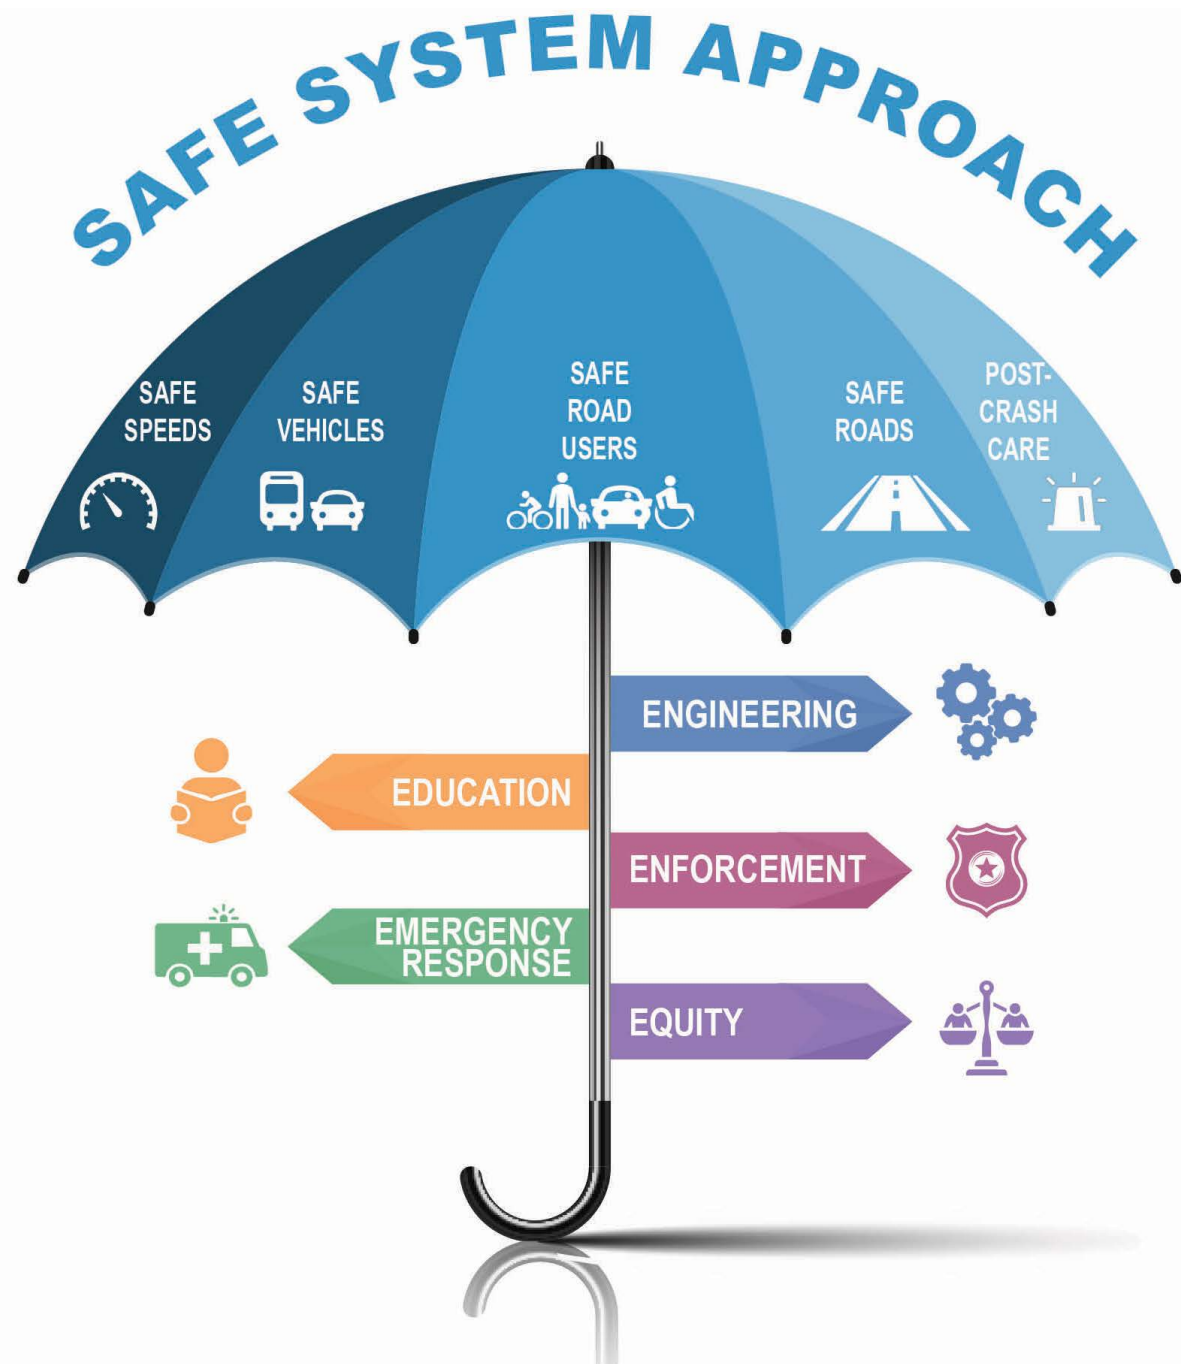 SAFE SYSTEM APPROACH
SAFE
SPEEDS
SAFE
VEHICLES
SAFE
ROAD
USERS
SAFE
ROADS
POST-
CRASH
CARE
ENGINEERING
EDUCATION
ENFORCEMENT
EMERGENCY
RESPONSE
EQUITY